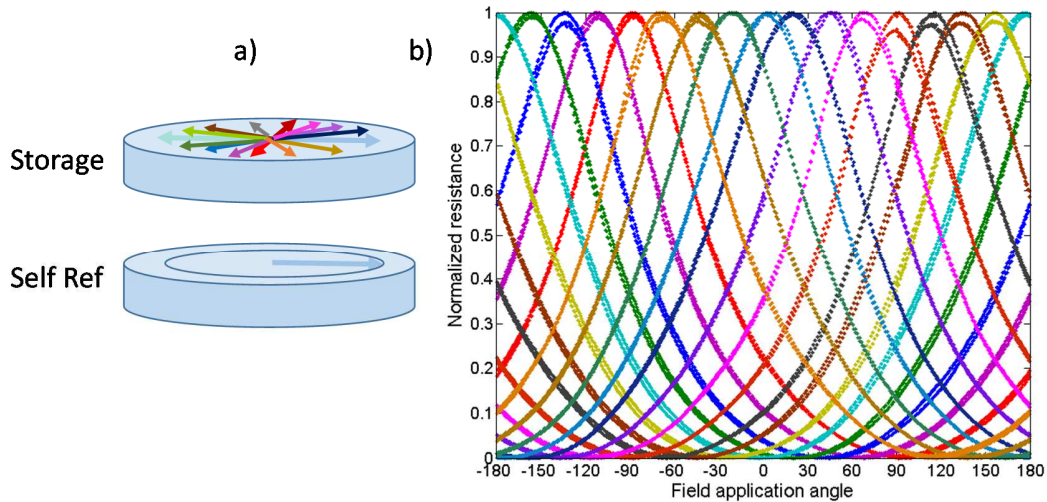 a)
b)
Storage
Self Ref
Normalized resistance
1
0.9
0.8
0.7
0.6
0.5
0.4
0.3
0.2
0.1
0
-180 -150 -120 -90 -60 -30 0 30 60 90 120 150 180
Field application angle